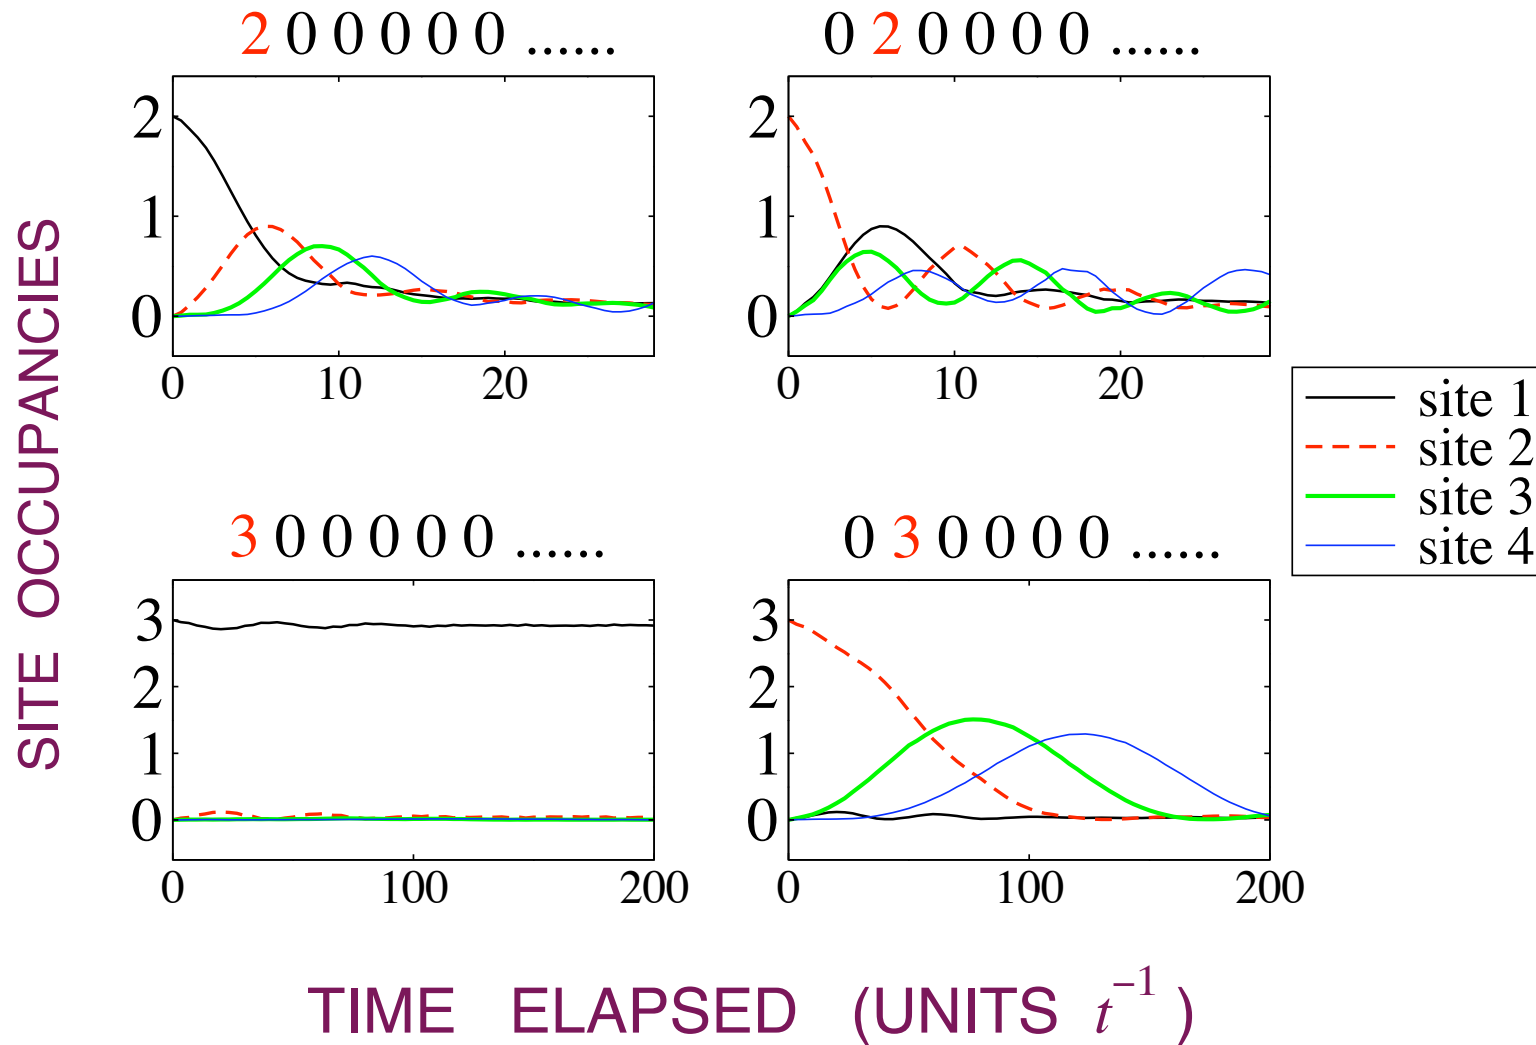 2 0 0 0 0 0 ......
0 2 0 0 0 0 ......
2
1
0
0 10 20
2
1
0
0 10 20
SITE OCCUPANCIES
site 1
site 2
site 3
site 4
3 0 0 0 0 0 ......
0 3 0 0 0 0 ......
3
2
1
0
0 100 200
3
2
1
0
0 100 200
TIME ELAPSED (UNITS t⁻¹ )